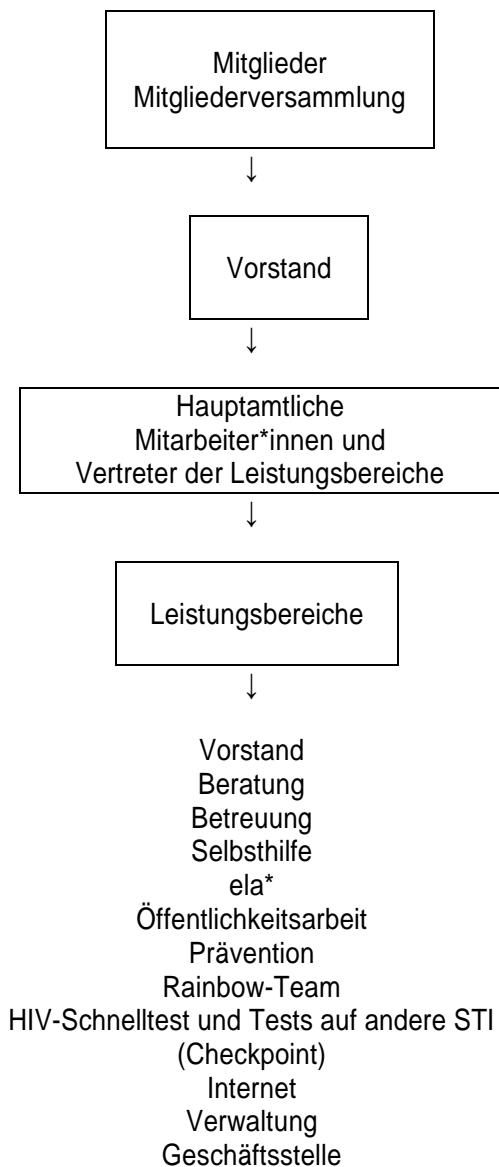 Mitglieder
Mitgliederversammlung
↓
Vorstand
↓
Hauptamtliche
Mitarbeiter*innen und
Vertreter der Leistungsbereiche
↓
Leistungsbereiche
↓
Vorstand
Beratung
Betreuung
Selbsthilfe
ela*
Öffentlichkeitsarbeit
Prävention
Rainbow-Team
HIV-Schnelltest und Tests auf andere STI
(Checkpoint)
Internet
Verwaltung
Geschäftsstelle